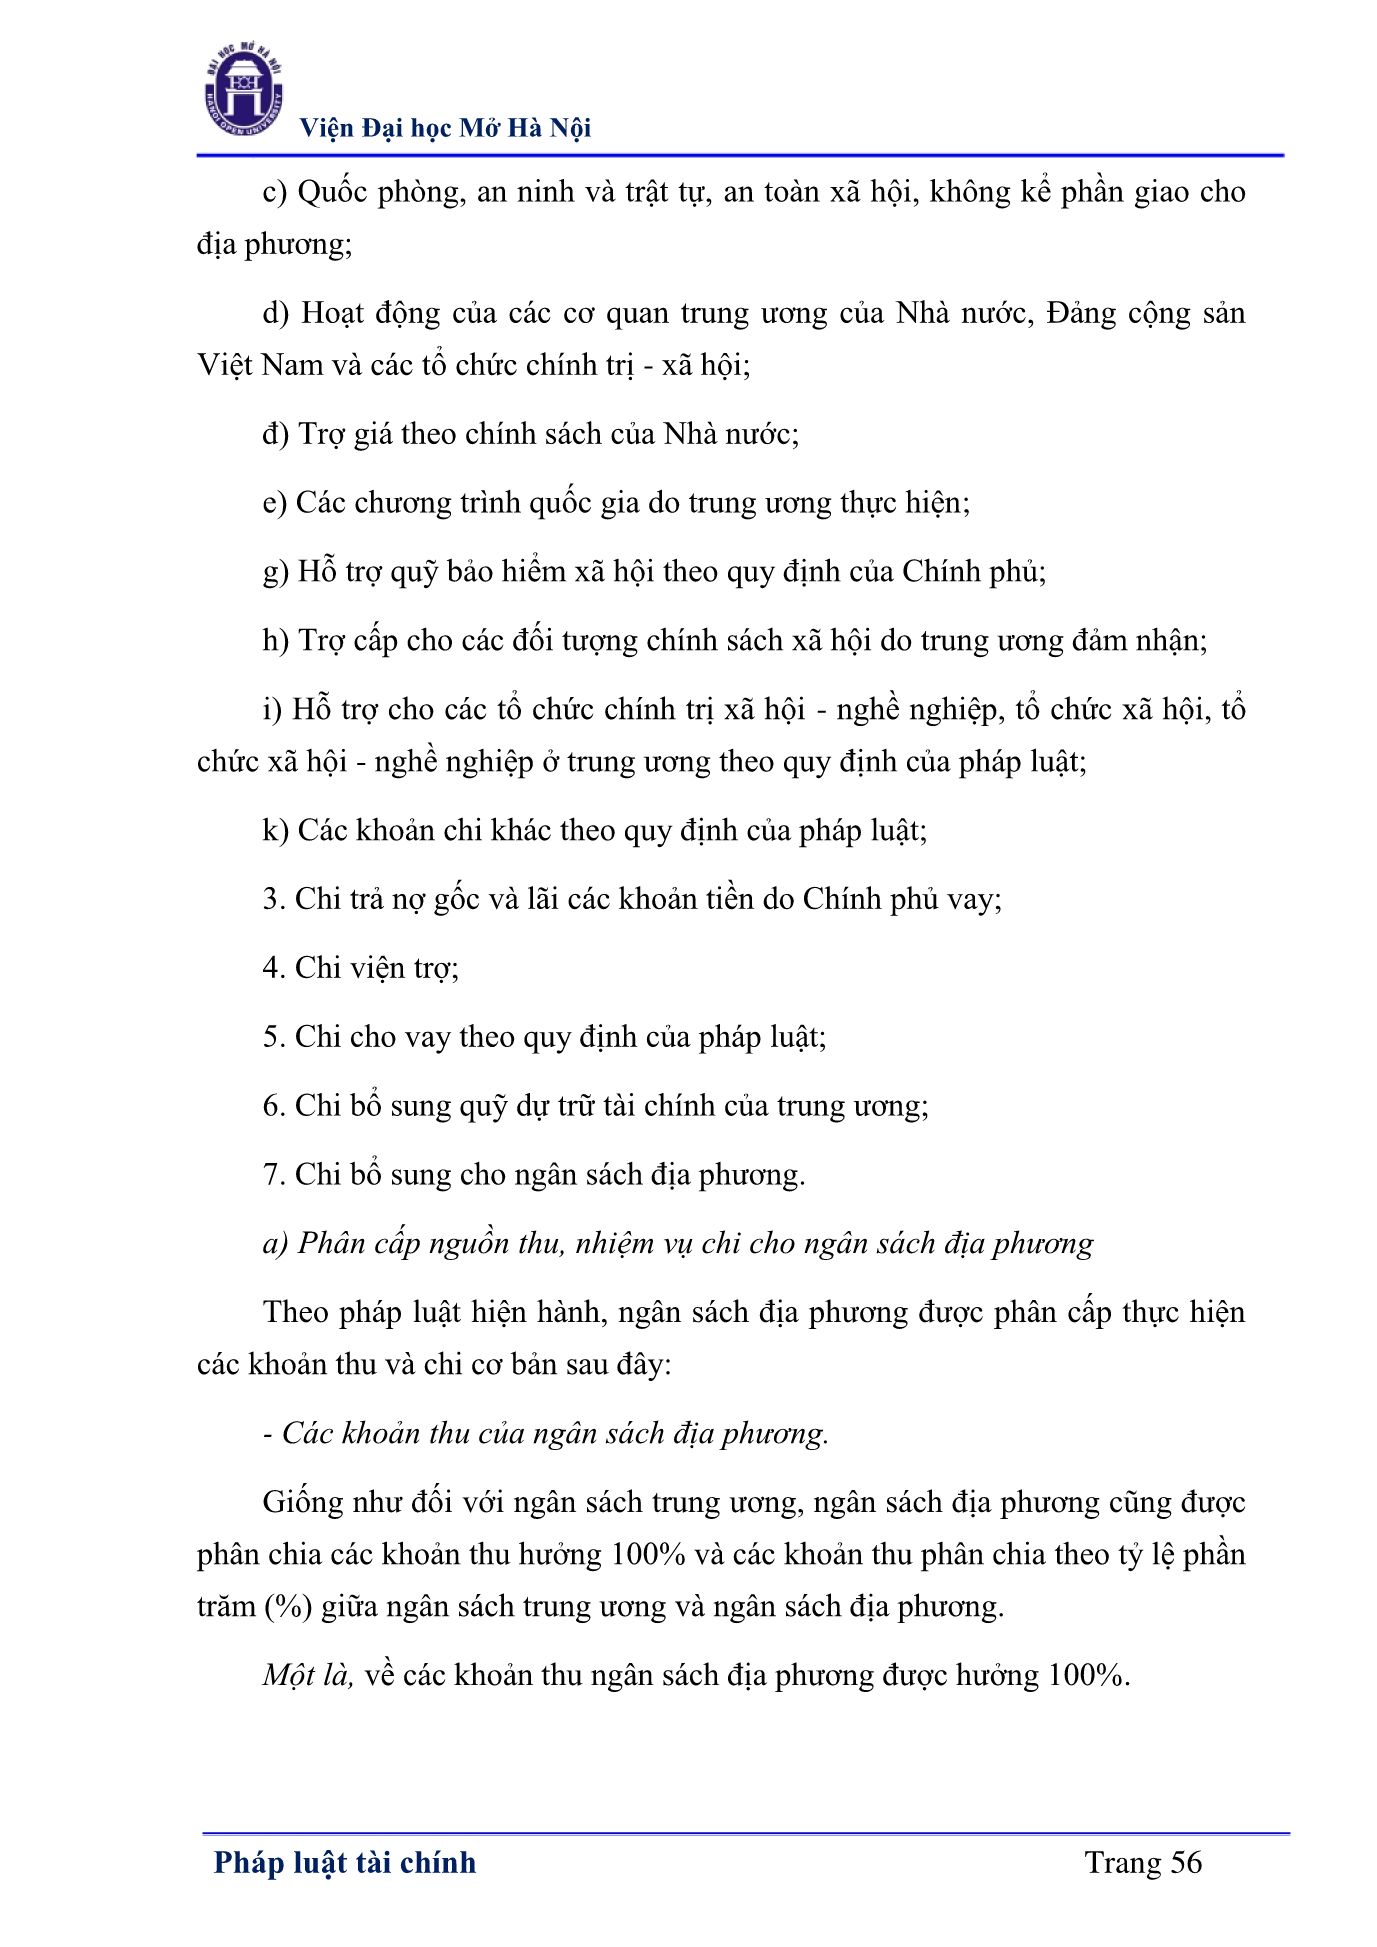 ĐẠI HỌC MỞ HÀ NỘI
HOU
HANOI OPEN UNIVERSITY
Viện Đại học Mở Hà Nội
c) Quốc phòng, an ninh và trật tự, an toàn xã hội, không kể phần giao cho
địa phương;
d) Hoạt động của các cơ quan trung ương của Nhà nước, Đảng cộng sản
Việt Nam và các tổ chức chính trị - xã hội;
đ) Trợ giá theo chính sách của Nhà nước;
e) Các chương trình quốc gia do trung ương thực hiện;
g) Hỗ trợ quỹ bảo hiểm xã hội theo quy định của Chính phủ;
h) Trợ cấp cho các đối tượng chính sách xã hội do trung ương đảm nhận;
i) Hỗ trợ cho các tổ chức chính trị xã hội - nghề nghiệp, tổ chức xã hội, tổ
chức xã hội - nghề nghiệp ở trung ương theo quy định của pháp luật;
k) Các khoản chi khác theo quy định của pháp luật;
3. Chi trả nợ gốc và lãi các khoản tiền do Chính phủ vay;
4. Chi viện trợ;
5. Chi cho vay theo quy định của pháp luật;
6. Chi bổ sung quỹ dự trữ tài chính của trung ương;
7. Chi bổ sung cho ngân sách địa phương.
a) Phân cấp nguồn thu, nhiệm vụ chi cho ngân sách địa phương
Theo pháp luật hiện hành, ngân sách địa phương được phân cấp thực hiện
các khoản thu và chi cơ bản sau đây:
- Các khoản thu của ngân sách địa phương.
Giống như đối với ngân sách trung ương, ngân sách địa phương cũng được
phân chia các khoản thu hưởng 100% và các khoản thu phân chia theo tỷ lệ phần
trăm (%) giữa ngân sách trung ương và ngân sách địa phương.
Một là, về các khoản thu ngân sách địa phương được hưởng 100%.
Pháp luật tài chính
Trang 56